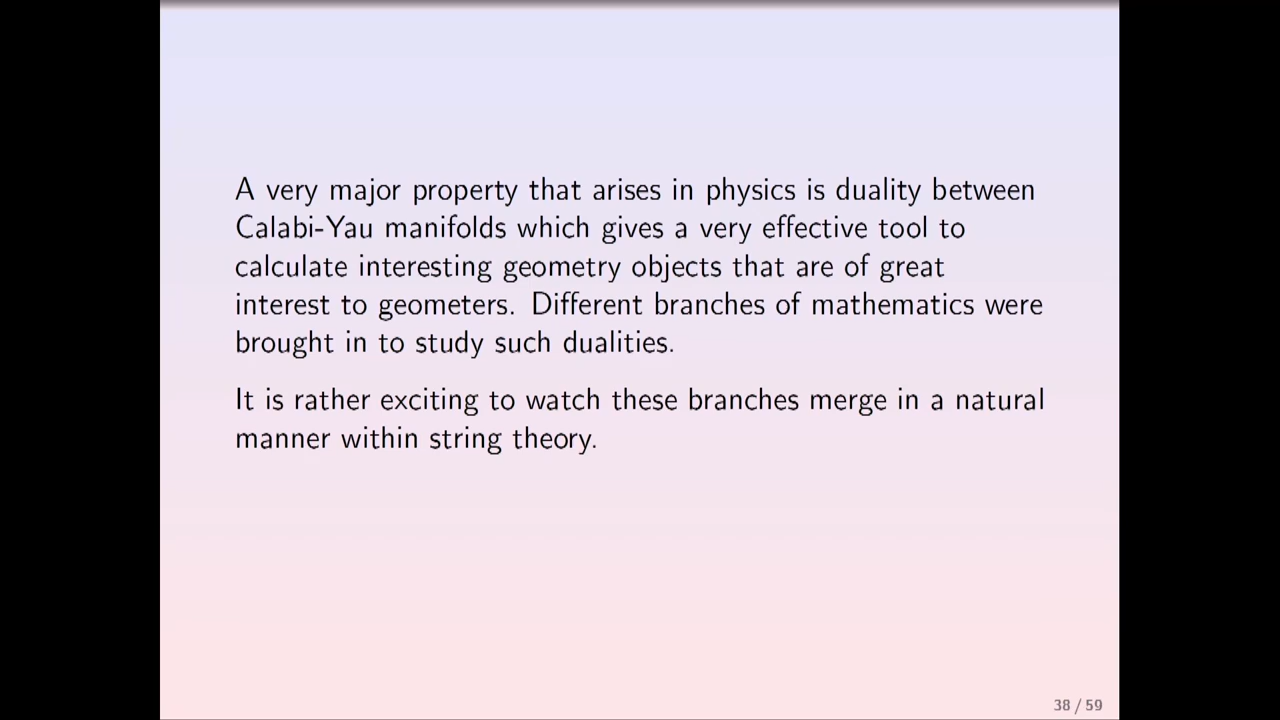 A very major property that arises in physics is duality between
Calabi-Yau manifolds which gives a very effective tool to
calculate interesting geometry objects that are of great
interest to geometers. Different branches of mathematics were
brought in to study such dualities.
It is rather exciting to watch these branches merge in a natural
manner within string theory.
38 / 59